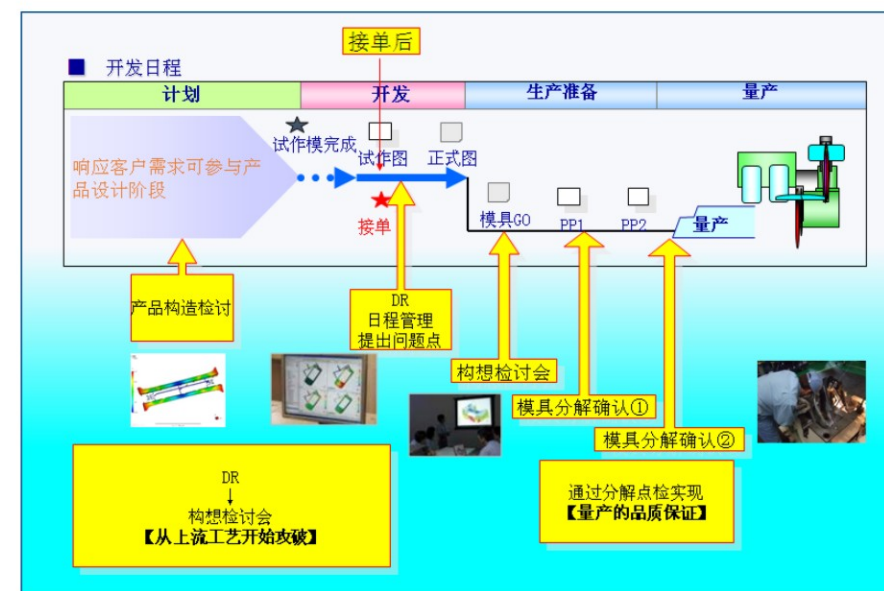 接单后
■ 开发日程
计划
开发
生产准备
量产
响应客户需求可参与产
品设计阶段
试作模完成
试作图
正式图
接单
模具GO
PP1
PP2
量产
产品构造检讨
DR
日程管理
提出问题点
构想检讨会
模具分解确认①
模具分解确认②
DR
↓
构想检讨会
【从上流工艺开始攻破】
通过分解点检实现
【量产的品质保证】